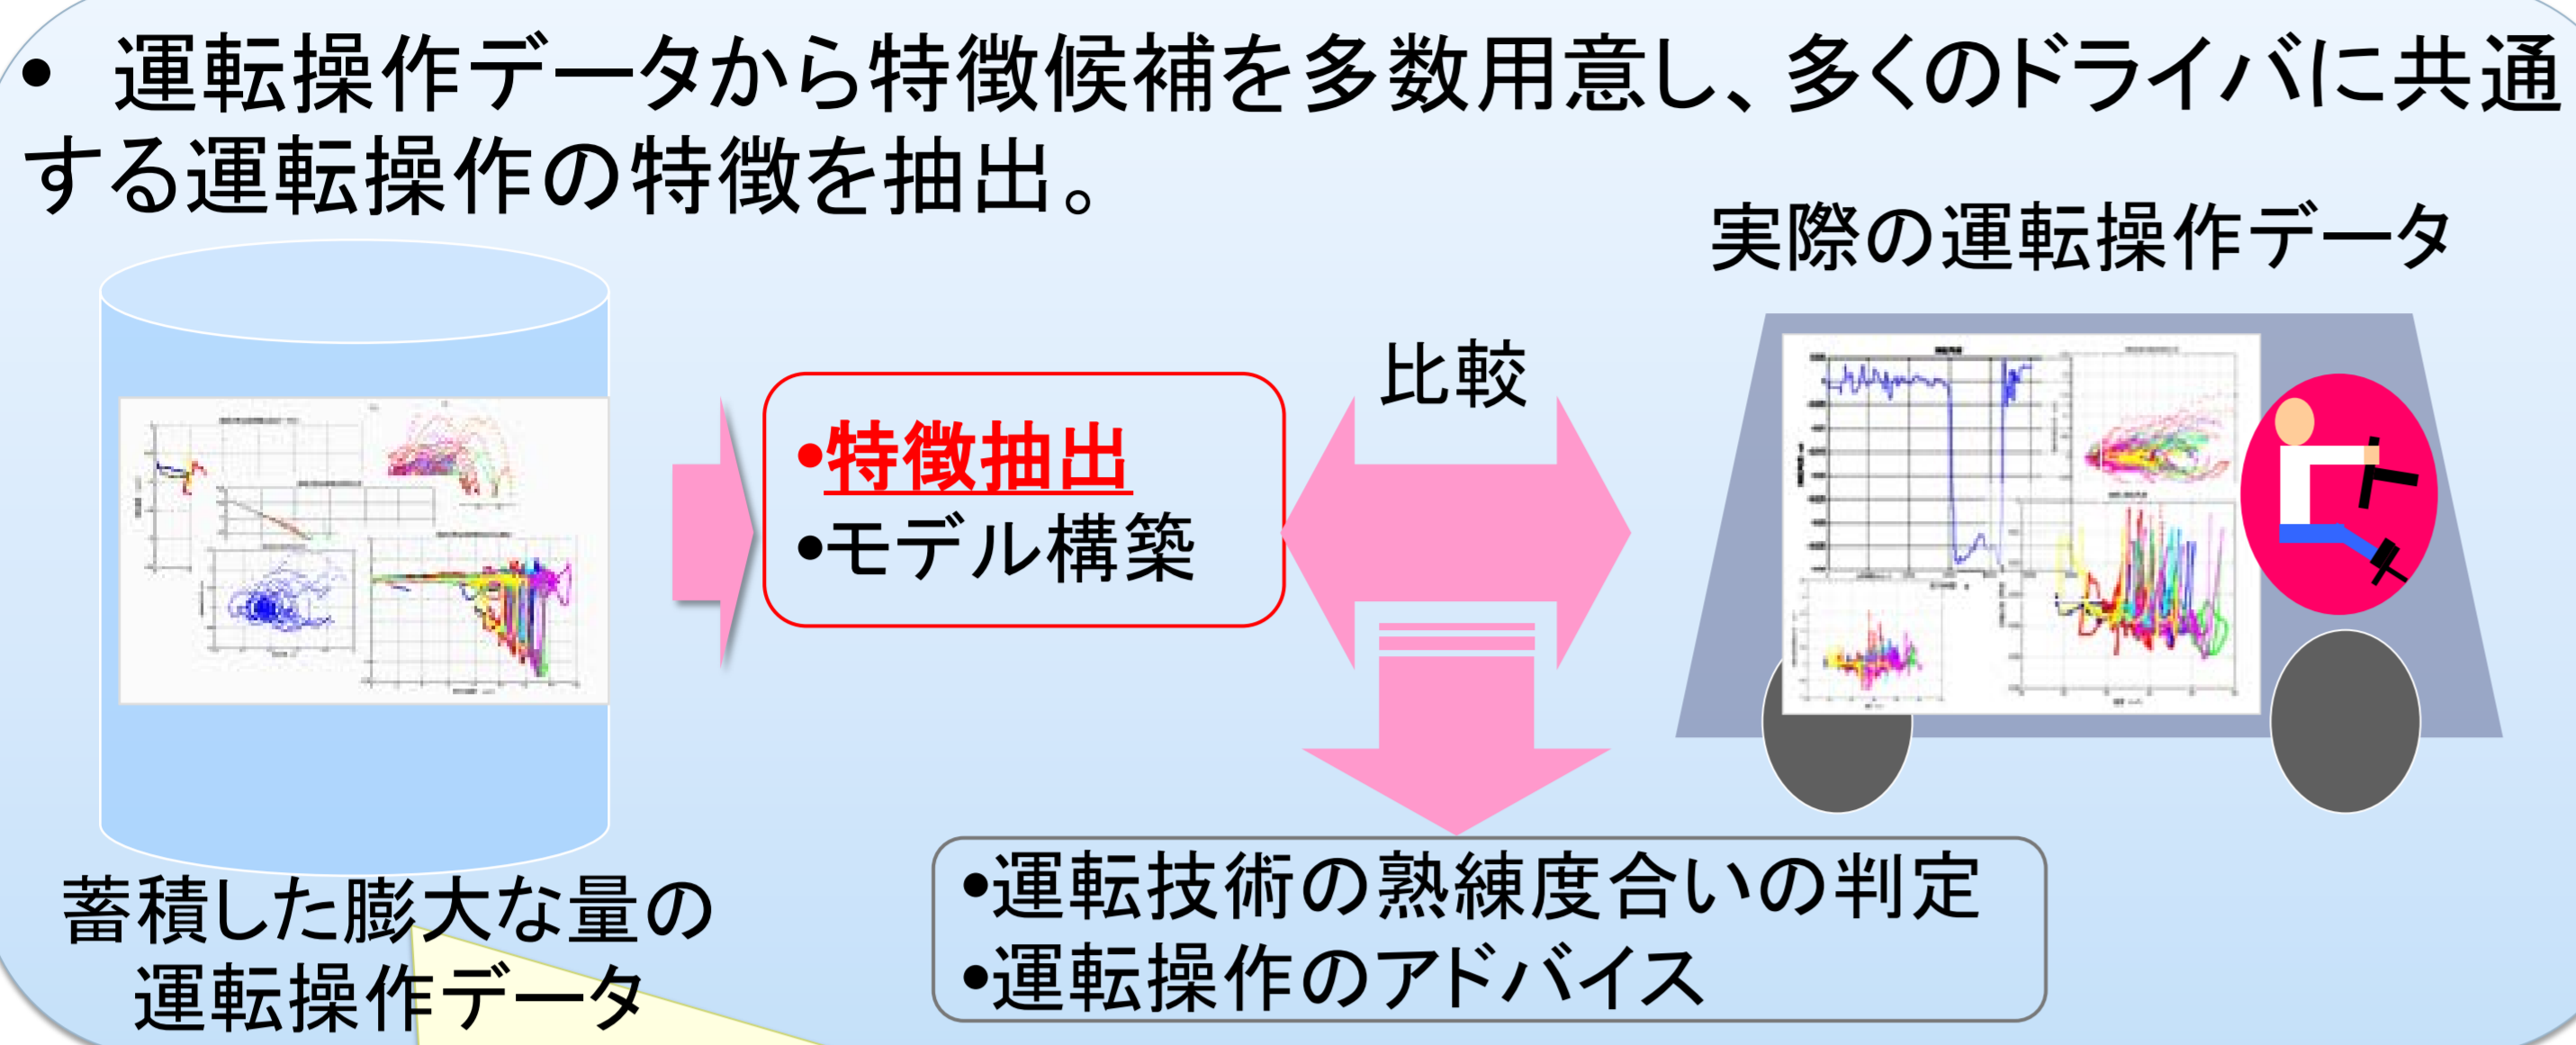 • 運転操作データから特徴候補を多数用意し、多くのドライバに共通
する運転操作の特徴を抽出。
実際の運転操作データ
比較
•特徴抽出
•モデル構築
蓄積した膨大な量の
運転操作データ
•運転技術の熟練度合いの判定
•運転操作のアドバイス